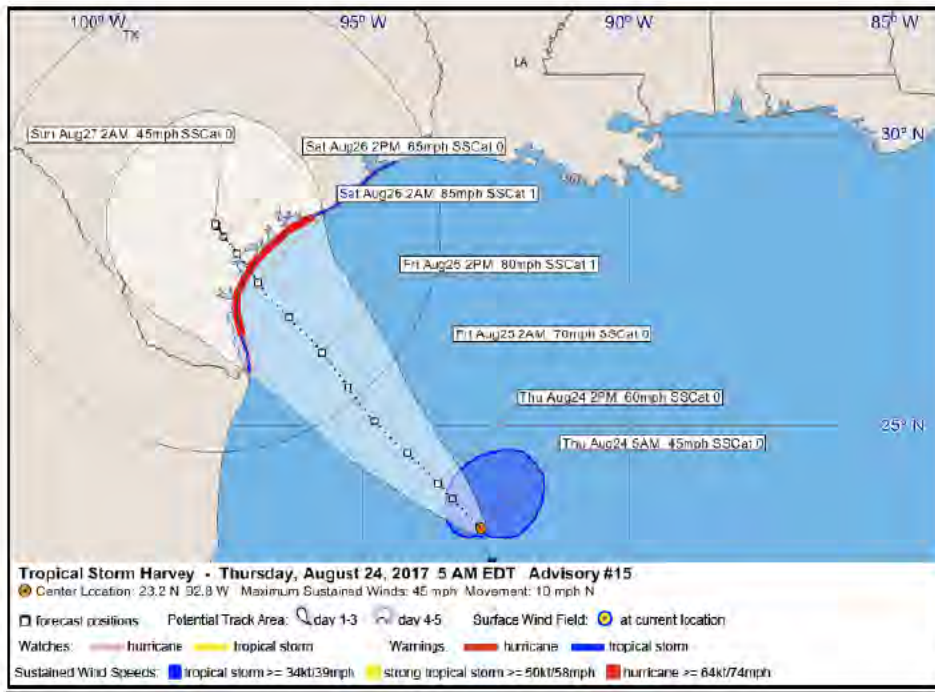 100° W 95° W 90° W 85° W
TX
LA
Sun Aug27 2AM 45mph SSCat 0
30° N
Sat Aug26 2PM 65mph SSCat 0
Sat Aug26 2AM 85mph SSCat 1
Fri Aug25 2PM 80mph SSCat 1
Fri Aug25 2AM 70mph SSCat 0
Thu Aug24 2PM 60mph SSCat 0
25° N
Thu Aug24 5AM 45mph SSCat 0
Tropical Storm Harvey - Thursday, August 24, 2017 5 AM EDT Advisory #15
Center Location: 23.2 N 92.8 W Maximum Sustained Winds: 45 mph Movement: 10 mph N
forecast positions Potential Track Area: day 1-3 day 4-5 Surface Wind Field: at current location
Watches: hurricane tropical storm Warnings hurricane tropical storm
Sustained Wind Speeds: tropical storm >= 34kt/39mph strong tropical storm >= 50kt/58mph hurricane >= 64kt/74mph